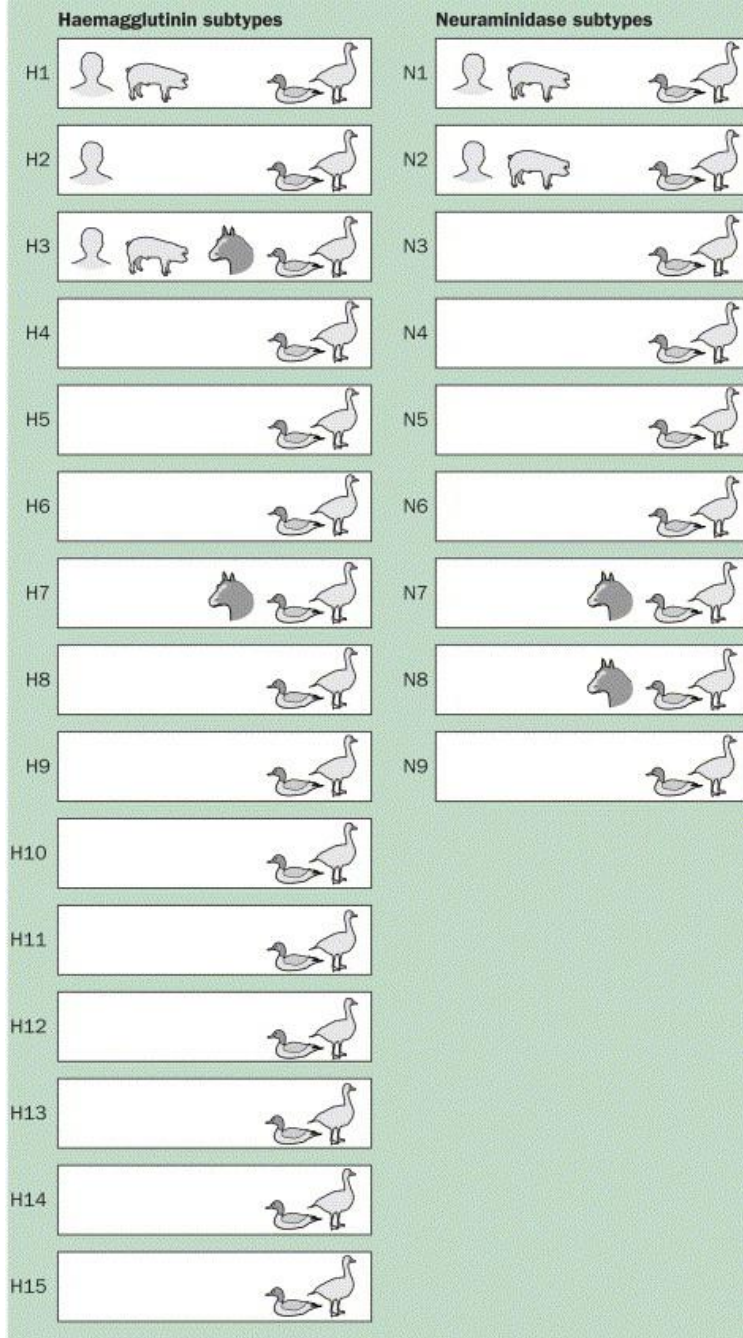 Haemagglutinin subtypes
H1
H2
H3
H4
H5
H6
H7
H8
H9
H10
H11
H12
H13
H14
H15
Neuraminidase subtypes
N1
N2
N3
N4
N5
N6
N7
N8
N9